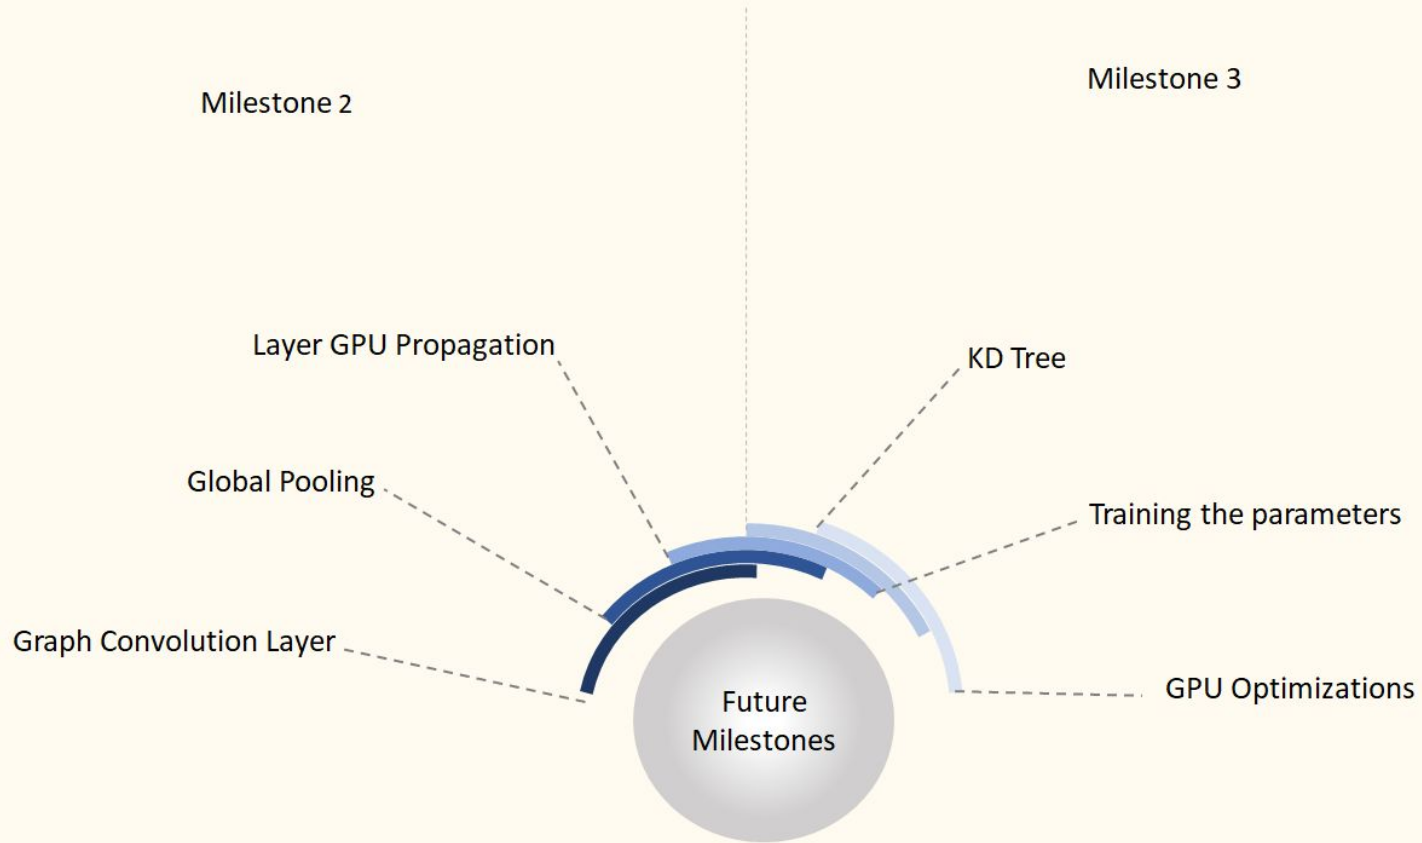 Milestone 2
Milestone 3
Layer GPU Propagation
KD Tree
Global Pooling
Training the parameters
Graph Convolution Layer
GPU Optimizations
Future
Milestones